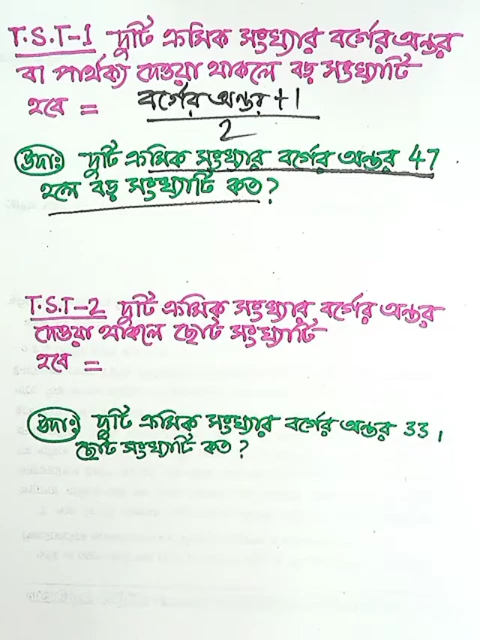 T.S.T-1 দুটি ক্রমিক সংখ্যার বর্গের অন্তর
বা পার্থক্য দেওয়া থাকলে বড় সংখ্যাটি
হবে = বর্গের অন্তর + 1
2
উদাঃ দুটি ক্রমিক সংখ্যার বর্গের অন্তর 47
হলে বড় সংখ্যাটি কত?
T.S.T-2 দুটি ক্রমিক সংখ্যার বর্গের অন্তর
দেওয়া থাকলে ছোট সংখ্যাটি
হবে =
উদাঃ দুটি ক্রমিক সংখ্যার বর্গের অন্তর 33,
ছোট সংখ্যাটি কত?